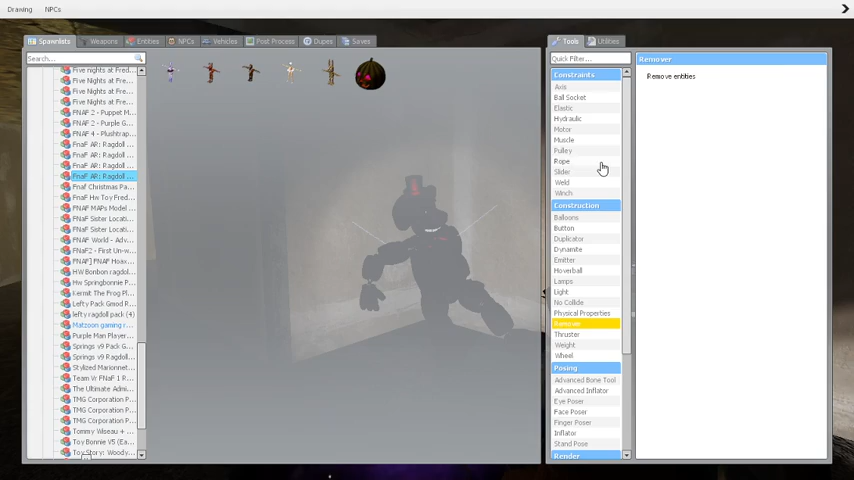 Drawing NPCs
Spawnlists Weapons Entities NPCs Vehicles Post Process Dupes Saves
Search...
Five nights at Fred...
Five Nights at Fre...
Five Nights at Fre...
Five Nights at Fre...
FNAF 2 - Puppet M...
FNAF 2 - Purple G...
FNAF 4 - Plushtrap...
FnaF AR: Ragdoll ...
FnaF AR: Ragdoll ...
FnaF AR: Ragdoll ...
FnaF AR: Ragdoll ...
Fnaf Christmas Pa...
FnaF Hw Toy Fred...
FNAF MAPs Model ...
FNAF Sister Locati...
FNAF Sister Locati...
FNAF World - Adv...
FNaF2 - First Un-w...
FNAF] FNAF Hoax...
HW Bonbon ragdol...
Hw Springbonnie P...
Kermit The Frog Pl...
Lefty Pack Gmod R...
lefty ragdoll pack (4)
Matzoon gaming r...
Purple Man Player...
Springs v9 Pack G...
Springs v9 Ragdoll...
Stylized Marionnet...
Team Vr FNaF 1 R...
The Ultimate Admi...
TMG Corporation P...
TMG Corporation P...
TMG Corporation P...
Tommy Wiseau + ...
Toy Bonnie V5 (Ea...
Toy Story: Woody...
Tools Utilities
Quick Filter...
Constraints
Axis
Ball Socket
Elastic
Hydraulic
Motor
Muscle
Pulley
Rope
Slider
Weld
Winch
Construction
Balloons
Button
Duplicator
Dynamite
Emitter
Hoverball
Lamps
Light
No Collide
Physical Properties
Remover
Thruster
Weight
Wheel
Posing
Advanced Bone Tool
Advanced Inflator
Eye Poser
Face Poser
Finger Poser
Inflator
Stand Pose
Render
Remover
Remove entities